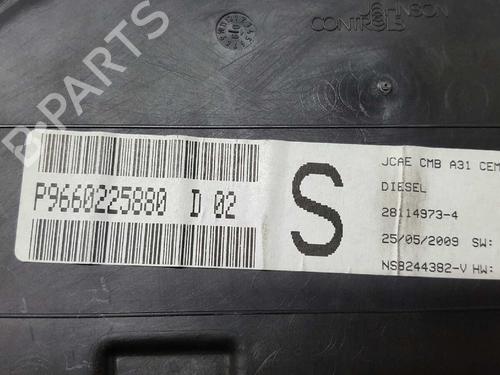 JOHNSON
CONTROLS
B-PARTS
P9660225880 D 02
S
JCAE CMB A31 CEM
DIESEL
28114973-4
25/05/2009 SW:
NS8244382-V HW: